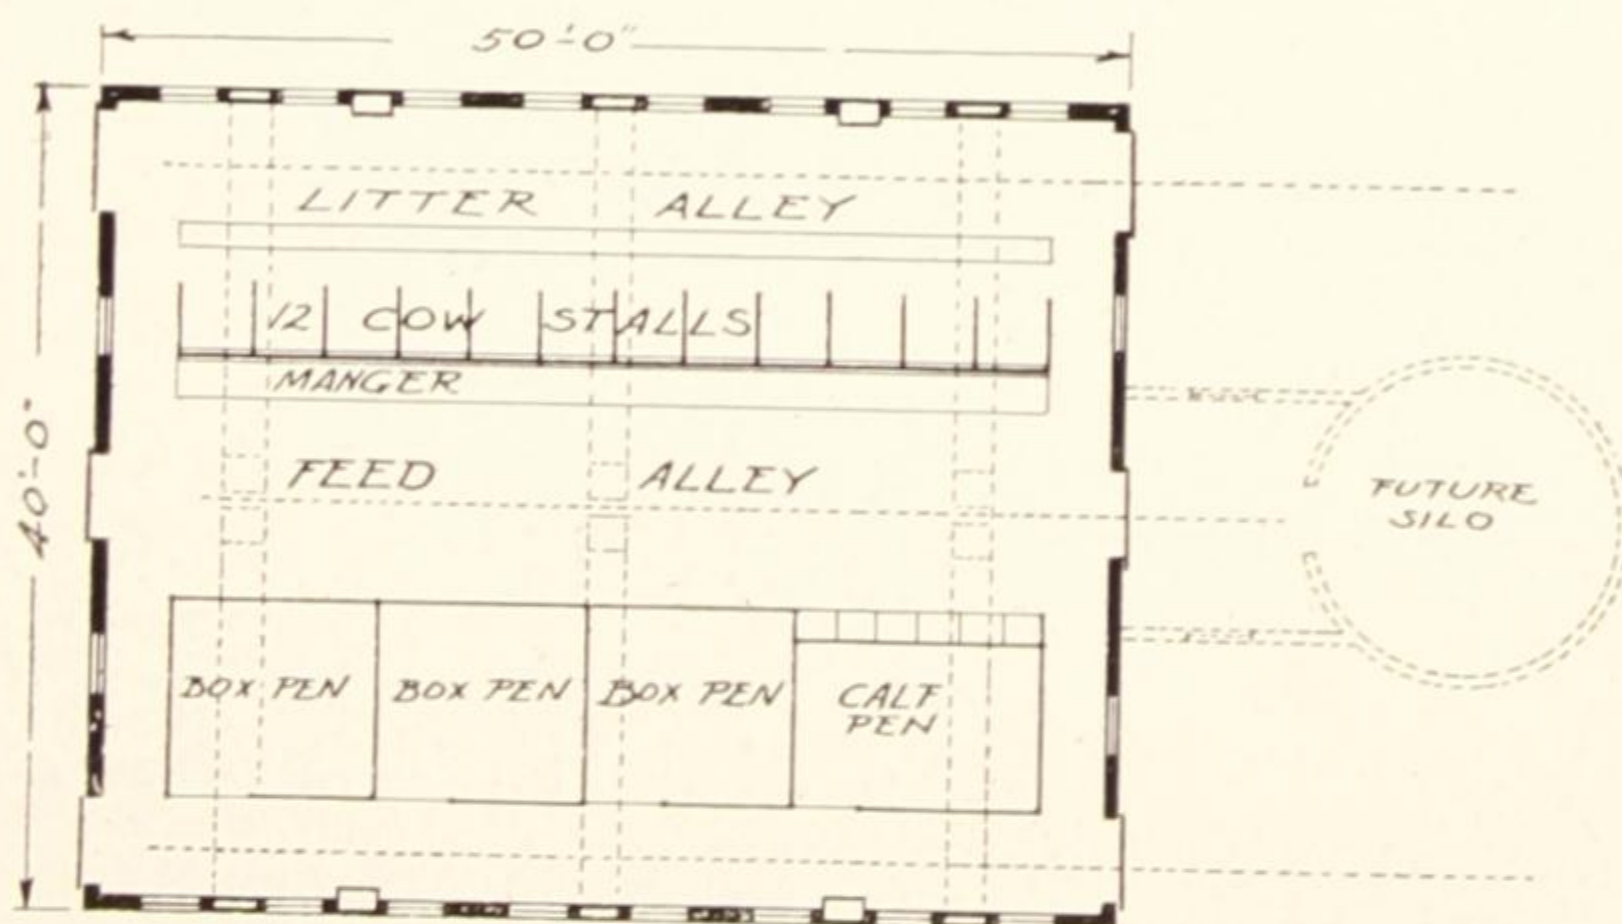 50'-0"
LITTER ALLEY
12 COW STALLS
MANGER
40'-0"
FEED ALLEY
FUTURE
SILO
BOX PEN BOX PEN BOX PEN CALF
PEN